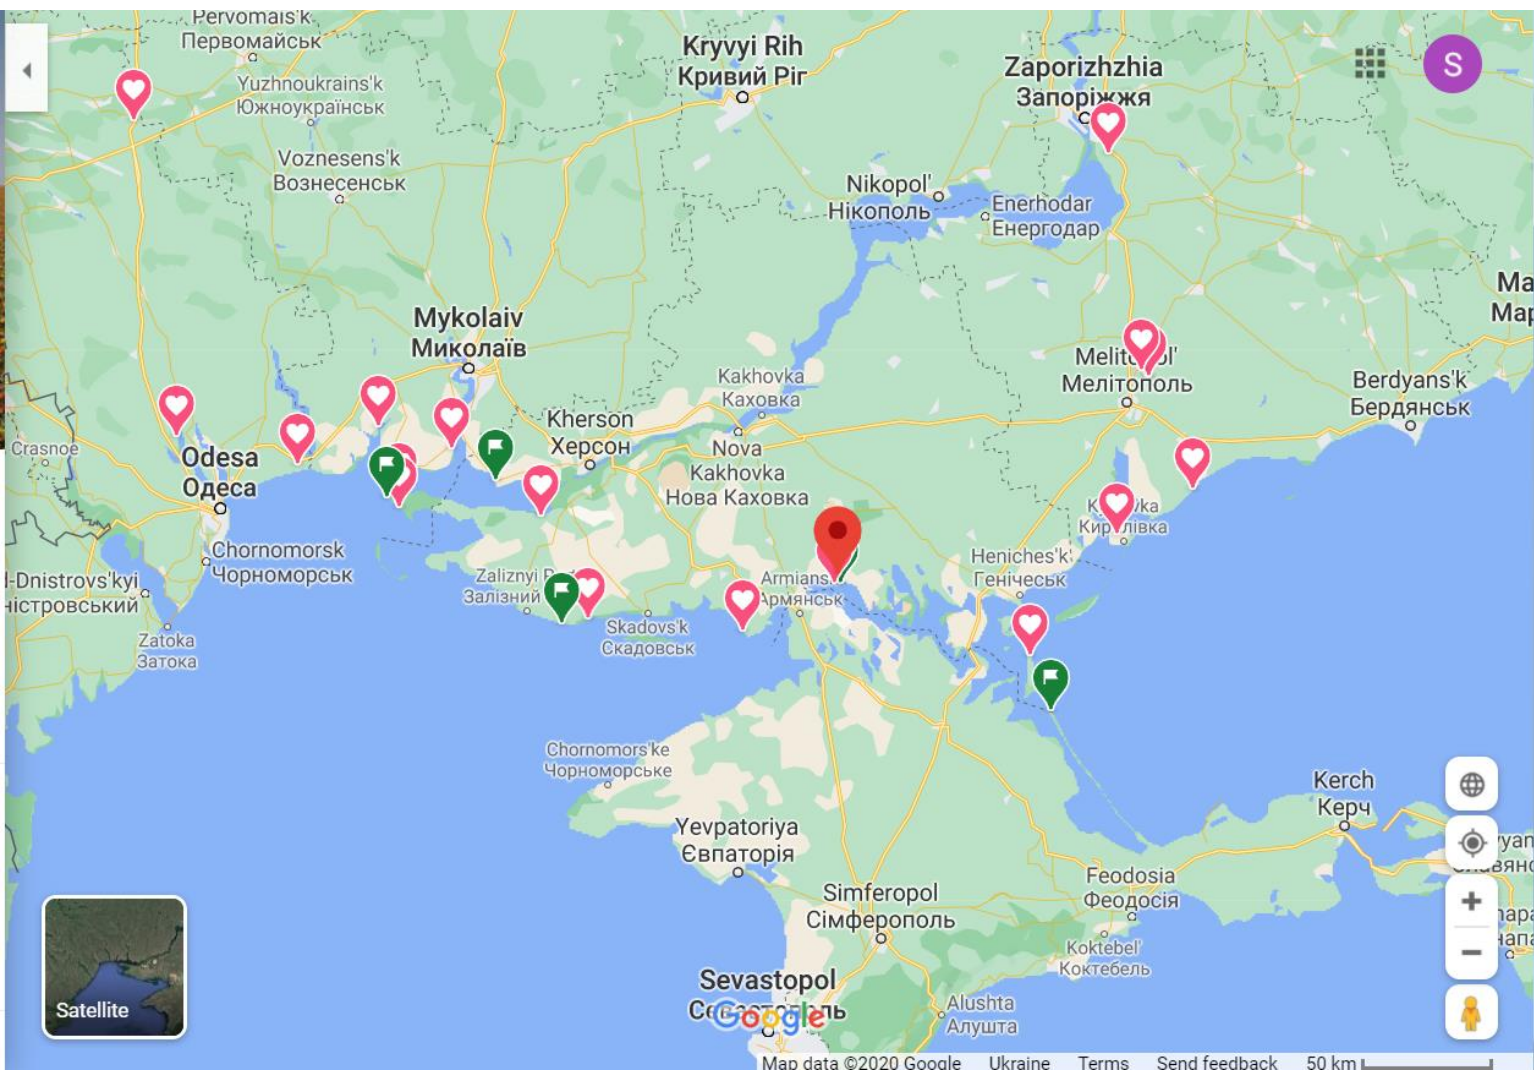 Pervomais'k
Первомайськ
Yuzhnoukrains'k
Южноукраїнськ
Kryvyi Rih
Кривий Ріг
Zaporizhzhia
Запоріжжя
S
Voznesens'k
Вознесенськ
Nikopol'
Нікополь
Enerhodar
Енергодар
Mykolaiv
Миколаїв
Kakhovka
Каховка
Мелітополь
Berdyans'k
Бердянськ
Crasnoe
Odesa
Одеса
Kherson
Херсон
Nova
Kakhovka
Нова Каховка
Chornomorsk
Чорноморськ
Heniches'k
Генічеськ
Zaliznyi
Залізний
Армянськ
Skadovs'k
Скадовськ
Zatoka
Затока
Chornomors'ke
Чорноморське
Yevpatoriya
Євпаторія
Kerch
Керч
Simferopol
Сімферополь
Feodosia
Феодосія
Koktebel'
Коктебель
Sevastopol
Google
Alushta
Алушта
Satellite
Map data ©2020 Google Ukraine Terms Send feedback 50 km